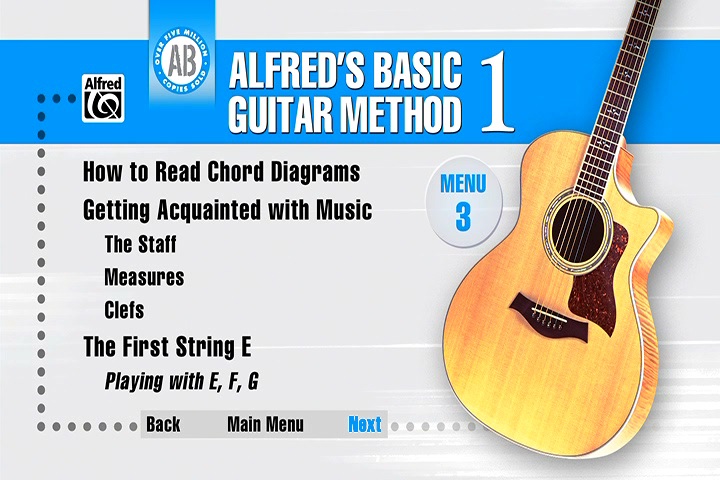 OVER FIVE MILLION
AB
COPIES SOLD
Alfred
ALFRED'S BASIC
GUITAR METHOD 1
How to Read Chord Diagrams
MENU
3
Getting Acquainted with Music
The Staff
Measures
Clefs
The First String E
Playing with E, F, G
Back Main Menu Next